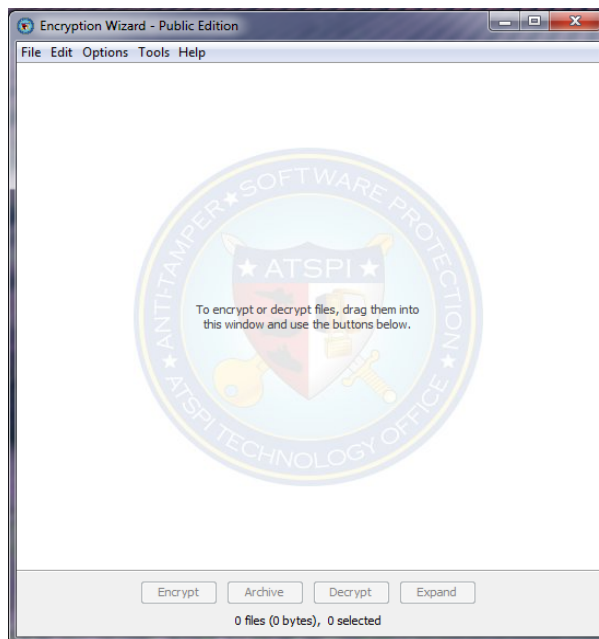 Encryption Wizard - Public Edition
File Edit Options Tools Help
ANTI-TAMPER ★ SOFTWARE PROTECTION
★ ATSPI ★
To encrypt or decrypt files, drag them into
this window and use the buttons below.
★ ATSPI TECHNOLOGY OFFICE ★
Encrypt Archive Decrypt Expand
0 files (0 bytes), 0 selected